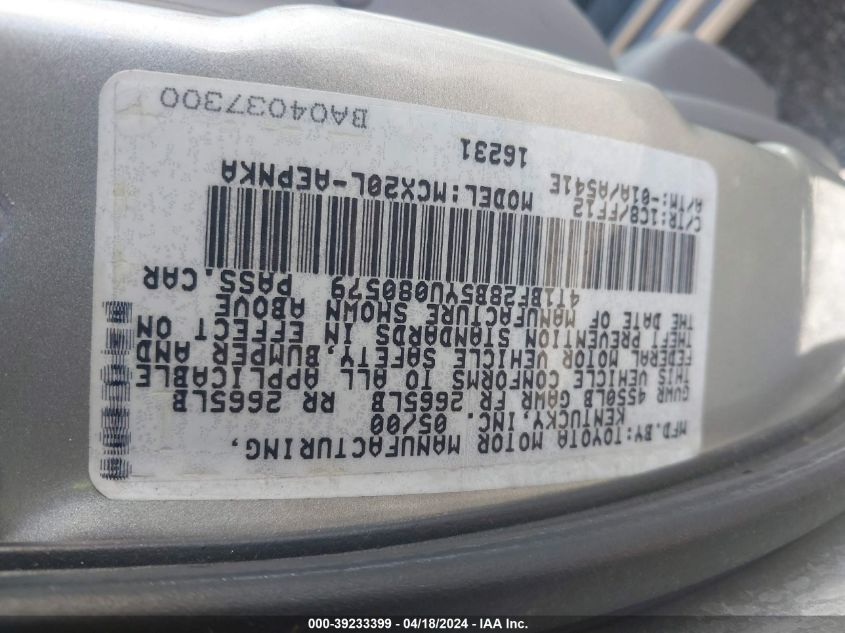 MFD.BY:TOYOTA MOTOR MANUFACTURING,
KENTUCKY,INC. 05/00
GVWR 4550LB GAWR FR 2665LB RR 2665LB
THIS VEHICLE CONFORMS TO ALL APPLICABLE
FEDERAL MOTOR VEHICLE SAFETY,BUMPER AND
THEFT PREVENTION STANDARDS IN EFFECT ON
THE DATE OF MANUFACTURE SHOWN ABOVE
4T1BF28B5YU080579 PASS.CAR
C/TR:1C8/FF12 MODEL:MCX20L-AEPNKA
A/TM:-01A/A541E
16231
BA04037300
000-39233399 - 04/18/2024 - IAA Inc.